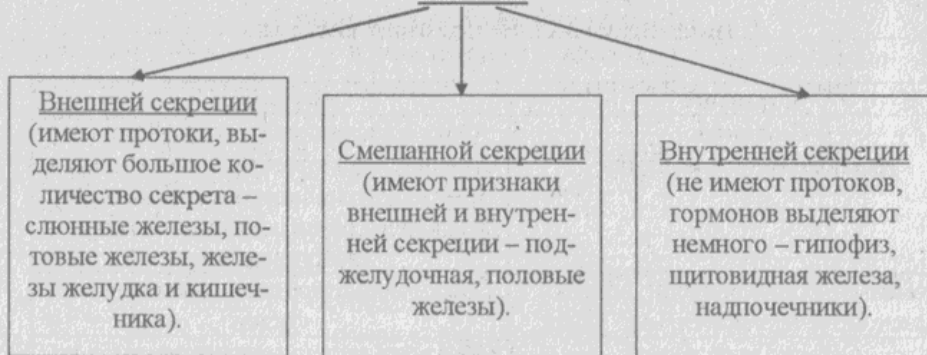 Внешней секреции
(имеют протоки, вы-
деляют большое ко-
личество секрета –
слюнные железы, по-
товые железы, желе-
зы желудка и кишеч-
ника).
Смешанной секреции
(имеют признаки
внешней и внутрен-
ней секреции – под-
желудочная, половые
железы).
Внутренней секреции
(не имеют протоков,
гормонов выделяют
немного – гипофиз,
щитовидная железа,
надпочечники).